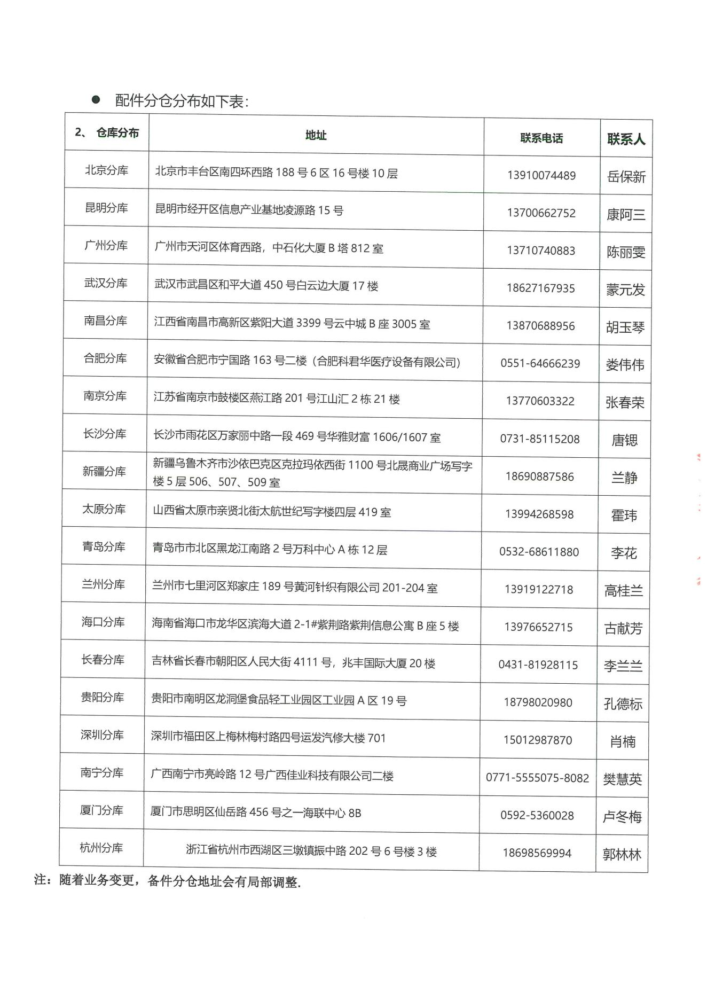 ● 配件分仓分布如下表：
2、 仓库分布 地址 联系电话 联系人
北京分库 北京市丰台区南四环西路 188 号 6 区 16 号楼 10 层 13910074489 岳保新
昆明分库 昆明市经开区信息产业基地凌源路 15 号 13700662752 康阿三
广州分库 广州市天河区体育西路，中石化大厦 B 塔 812 室 13710740883 陈丽雯
武汉分库 武汉市武昌区和平大道 450 号白云边大厦 17 楼 18627167935 蒙元发
南昌分库 江西省南昌市高新区紫阳大道 3399 号云中城 B 座 3005 室 13870688956 胡玉琴
合肥分库 安徽省合肥市宁国路 163 号二楼（合肥科君华医疗设备有限公司） 0551-64666239 娄伟伟
南京分库 江苏省南京市鼓楼区燕江路 201 号江山汇 2 栋 21 楼 13770603322 张春荣
长沙分库 长沙市雨花区万家丽中路一段 469 号华雅财富 1606/1607 室 0731-85115208 唐锶
新疆分库 新疆乌鲁木齐市沙依巴克区克拉玛依西街 1100 号北晟商业广场写字
楼 5 层 506、507、509 室 18690887586 兰静
太原分库 山西省太原市亲贤北街太航世纪写字楼四层 419 室 13994268598 霍玮
青岛分库 青岛市市北区黑龙江南路 2 号万科中心 A 栋 12 层 0532-68611880 李花
兰州分库 兰州市七里河区郑家庄 189 号黄河针织有限公司 201-204 室 13919122718 高桂兰
海口分库 海南省海口市龙华区滨海大道 2-1#紫荆路紫荆信息公寓 B 座 5 楼 13976652715 古献芳
长春分库 吉林省长春市朝阳区人民大街 4111 号，兆丰国际大厦 20 楼 0431-81928115 李兰兰
贵阳分库 贵阳市南明区龙洞堡食品轻工业园区工业园 A 区 19 号 18798020980 孔德标
深圳分库 深圳市福田区上梅林梅村路四号运发汽修大楼 701 15012987870 肖楠
南宁分库 广西南宁市亮岭路 12 号广西佳业科技有限公司二楼 0771-5555075-8082 樊慧英
厦门分库 厦门市思明区仙岳路 456 号之一海联中心 8B 0592-5360028 卢冬梅
杭州分库 浙江省杭州市西湖区三墩镇振中路 202 号 6 号楼 3 楼 18698569994 郭林林
注：随着业务变更，备件分仓地址会有局部调整.